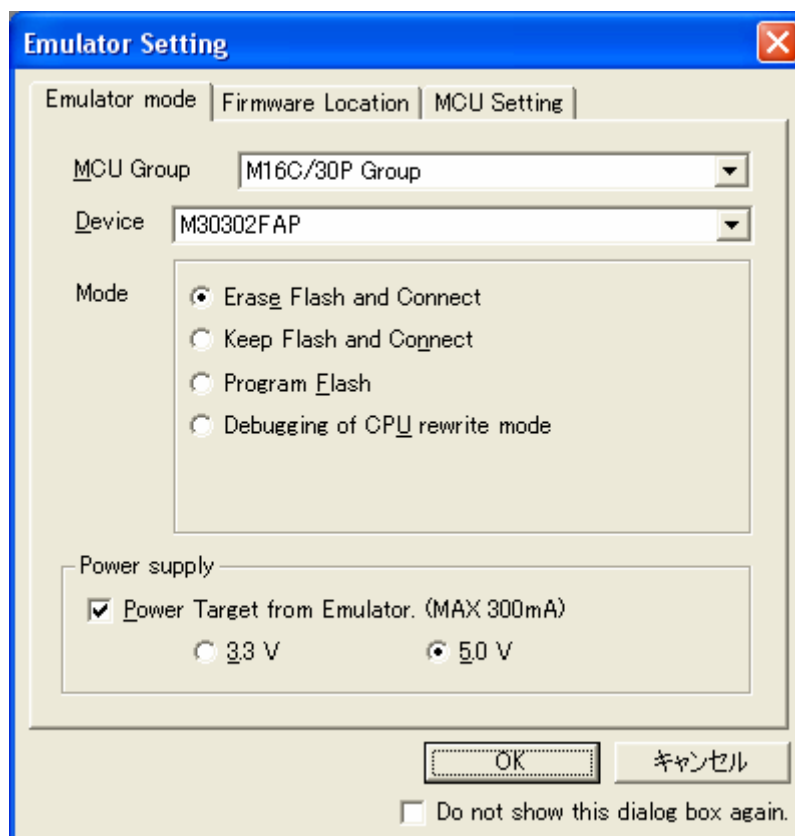 Emulator Setting
Emulator mode
Firmware Location
MCU Setting
MCU Group
M16C/30P Group
Device
M30302FAP
Mode
Erase Flash and Connect
Keep Flash and Connect
Program Flash
Debugging of CPU rewrite mode
Power supply
Power Target from Emulator. (MAX 300mA)
3.3 V
5.0 V
OK
キャンセル
Do not show this dialog box again.